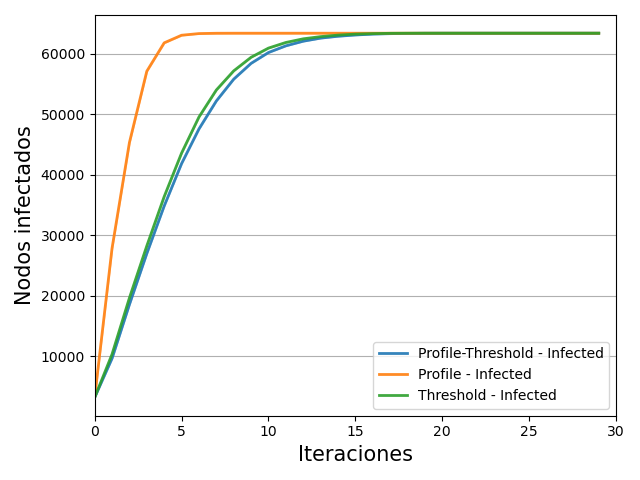 Nodos infectados
60000
50000
40000
30000
20000
10000
Profile-Threshold - Infected
Profile - Infected
Threshold - Infected
0 5 10 15 20 25 30
Iteraciones